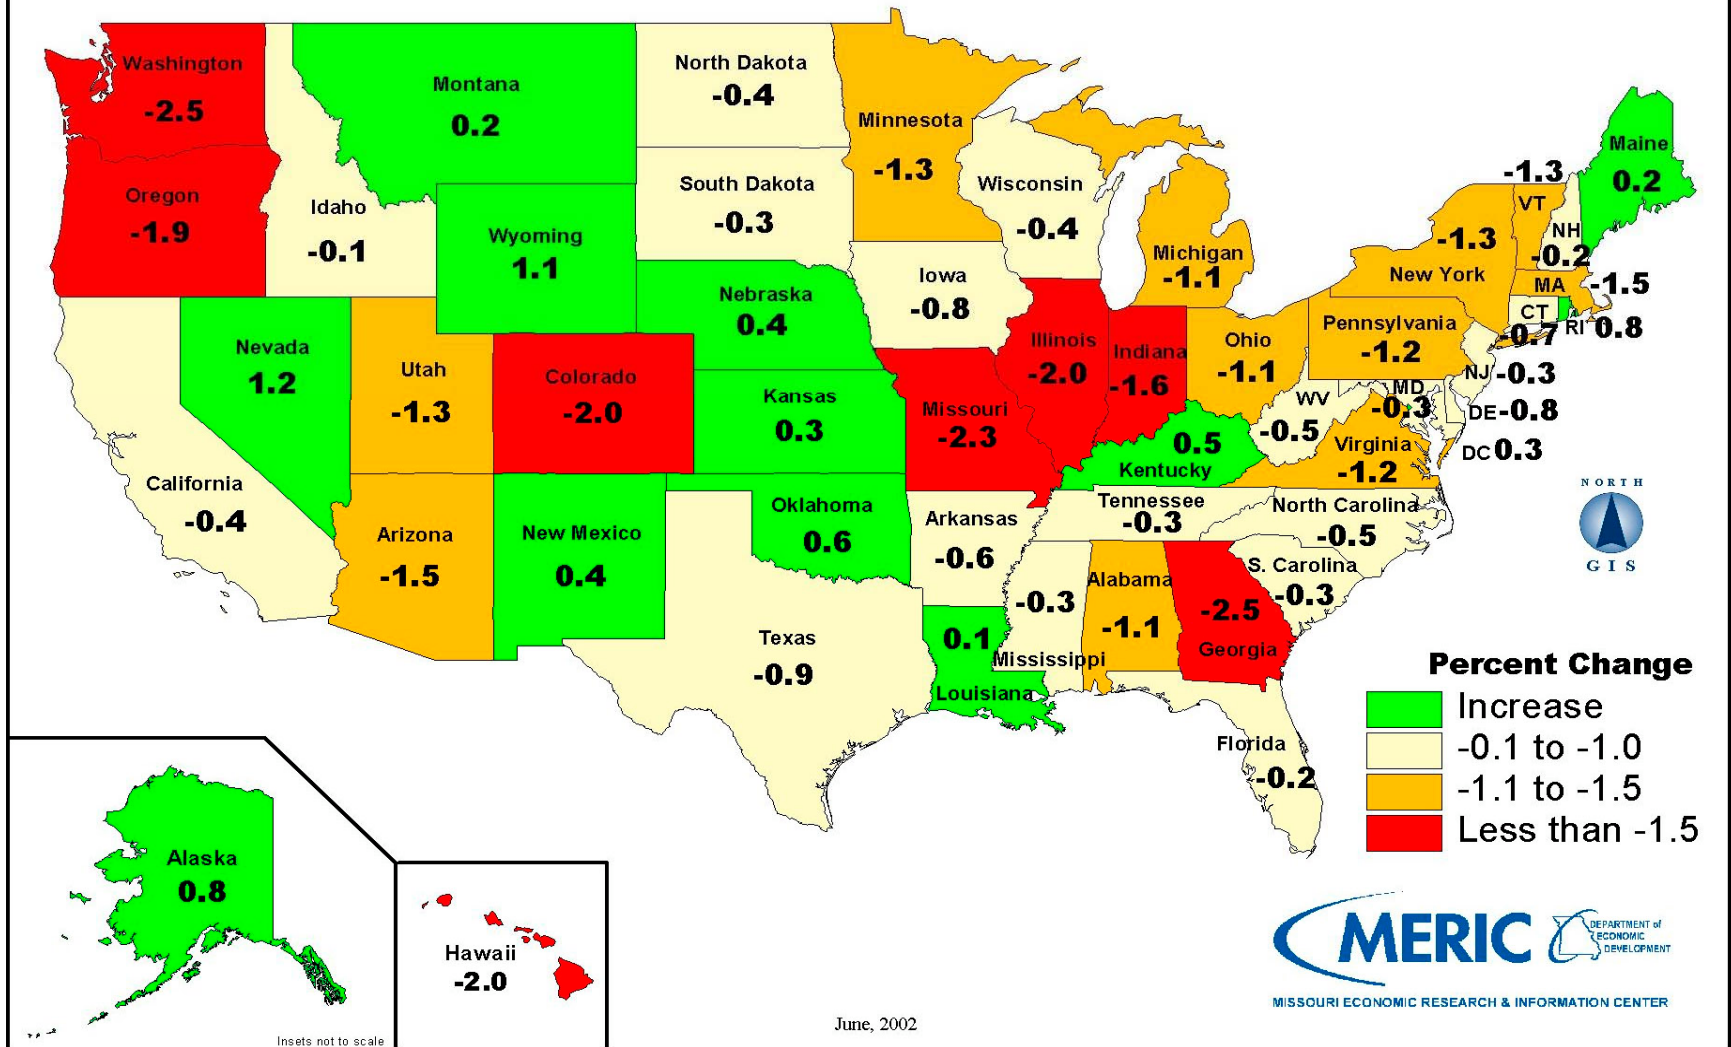 Washington
-2.5
Montana
0.2
North Dakota
-0.4
Minnesota
-1.3
Maine
0.2
-1.3
VT
NH
-0.2
Oregon
-1.9
Idaho
-0.1
Wyoming
1.1
South Dakota
-0.3
Wisconsin
-0.4
Michigan
-1.1
-1.3
New York
MA
-1.5
CT
-0.7
RI
0.8
Nebraska
0.4
Iowa
-0.8
Illinois
-2.0
Indiana
-1.6
Ohio
-1.1
Pennsylvania
-1.2
NJ
-0.3
MD
-0.3
DE
-0.8
DC
0.3
WV
-0.5
Virginia
-1.2
Nevada
1.2
Utah
-1.3
Colorado
-2.0
Kansas
0.3
Missouri
-2.3
0.5
Kentucky
California
-0.4
Arizona
-1.5
New Mexico
0.4
Oklahoma
0.6
Arkansas
-0.6
Tennessee
-0.3
North Carolina
-0.5
S. Carolina
-0.3
NORTH
GIS
Texas
-0.9
0.1
Louisiana
-0.3
Mississippi
Alabama
-1.1
-2.5
Georgia
Florida
-0.2
Percent Change
Increase
-0.1 to -1.0
-1.1 to -1.5
Less than -1.5
Alaska
0.8
Hawaii
-2.0
Insets not to scale
June, 2002
MERIC
DEPARTMENT of
ECONOMIC
DEVELOPMENT
MISSOURI ECONOMIC RESEARCH & INFORMATION CENTER